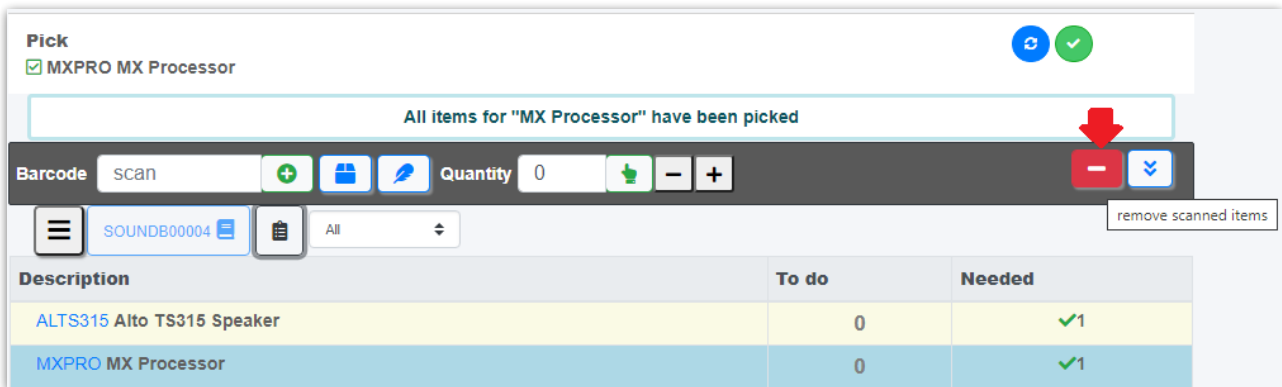 Pick
MXPRO MX Processor
All items for "MX Processor" have been picked
Barcode scan Quantity 0
remove scanned items
SOUNDB00004 All
Description To do Needed
ALTS315 Alto TS315 Speaker 0 1
MXPRO MX Processor 0 1